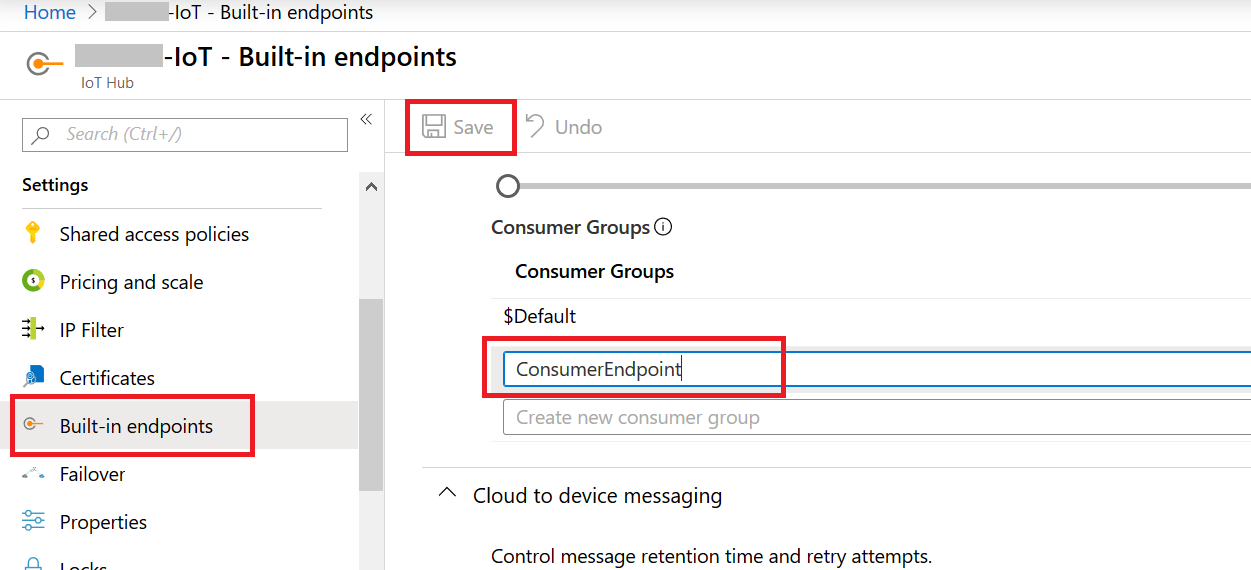 Home > -IoT - Built-in endpoints
-IoT - Built-in endpoints
IoT Hub
Search (Ctrl+/)
«
Settings
Shared access policies
Pricing and scale
IP Filter
Certificates
Built-in endpoints
Failover
Properties
Locks
Save
Undo
Consumer Groups
Consumer Groups
$Default
ConsumerEndpoint
Create new consumer group
Cloud to device messaging
Control message retention time and retry attempts.